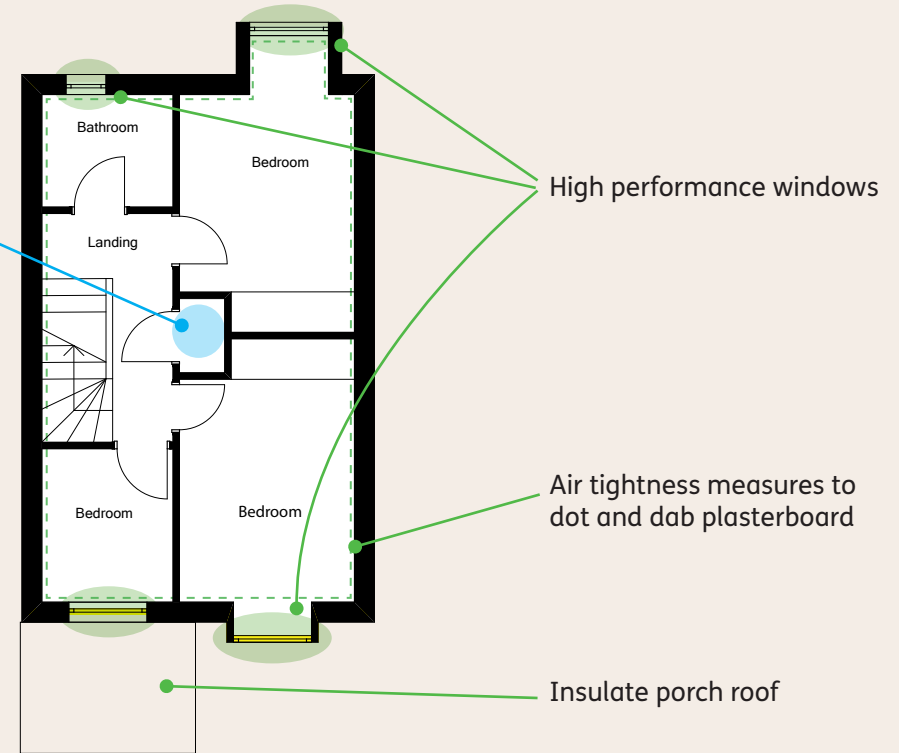 Bathroom
Bedroom
High performance windows
Landing
Air tightness measures to
dot and dab plasterboard
Bedroom
Bedroom
Insulate porch roof